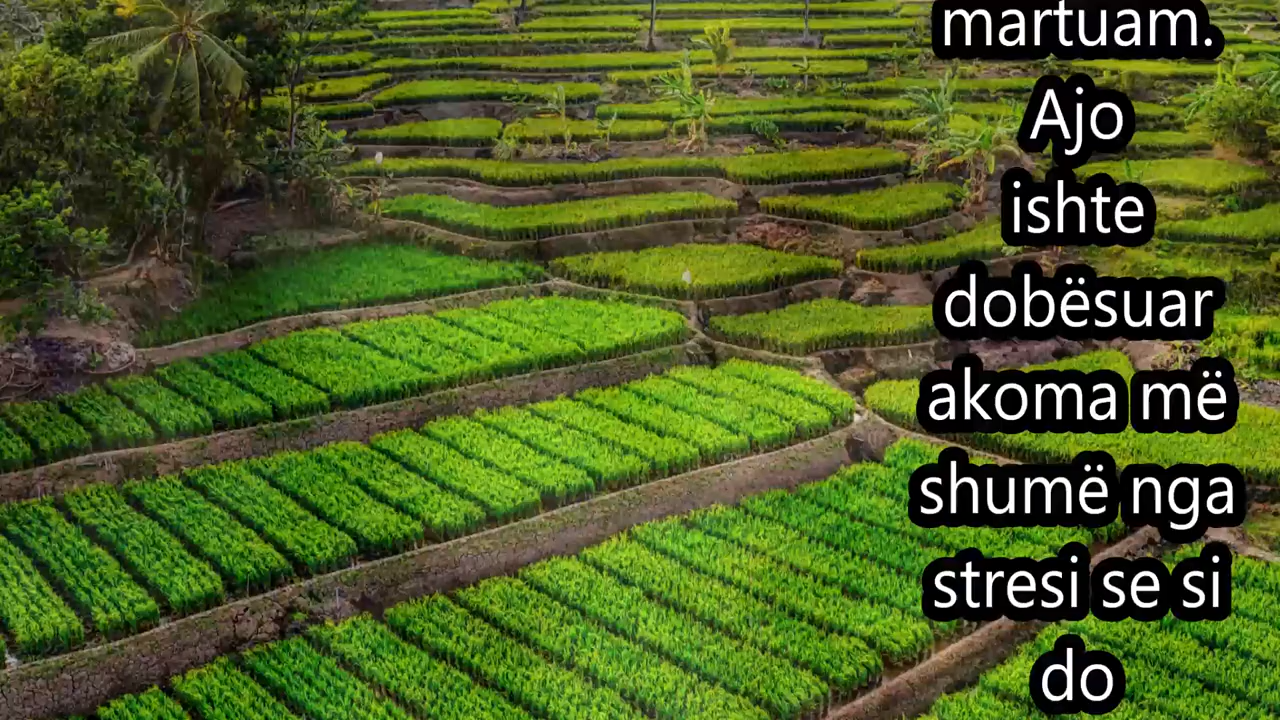 martuam.
Ajo
ishte
dobësuar
akoma më
shumë nga
stresi se si
do